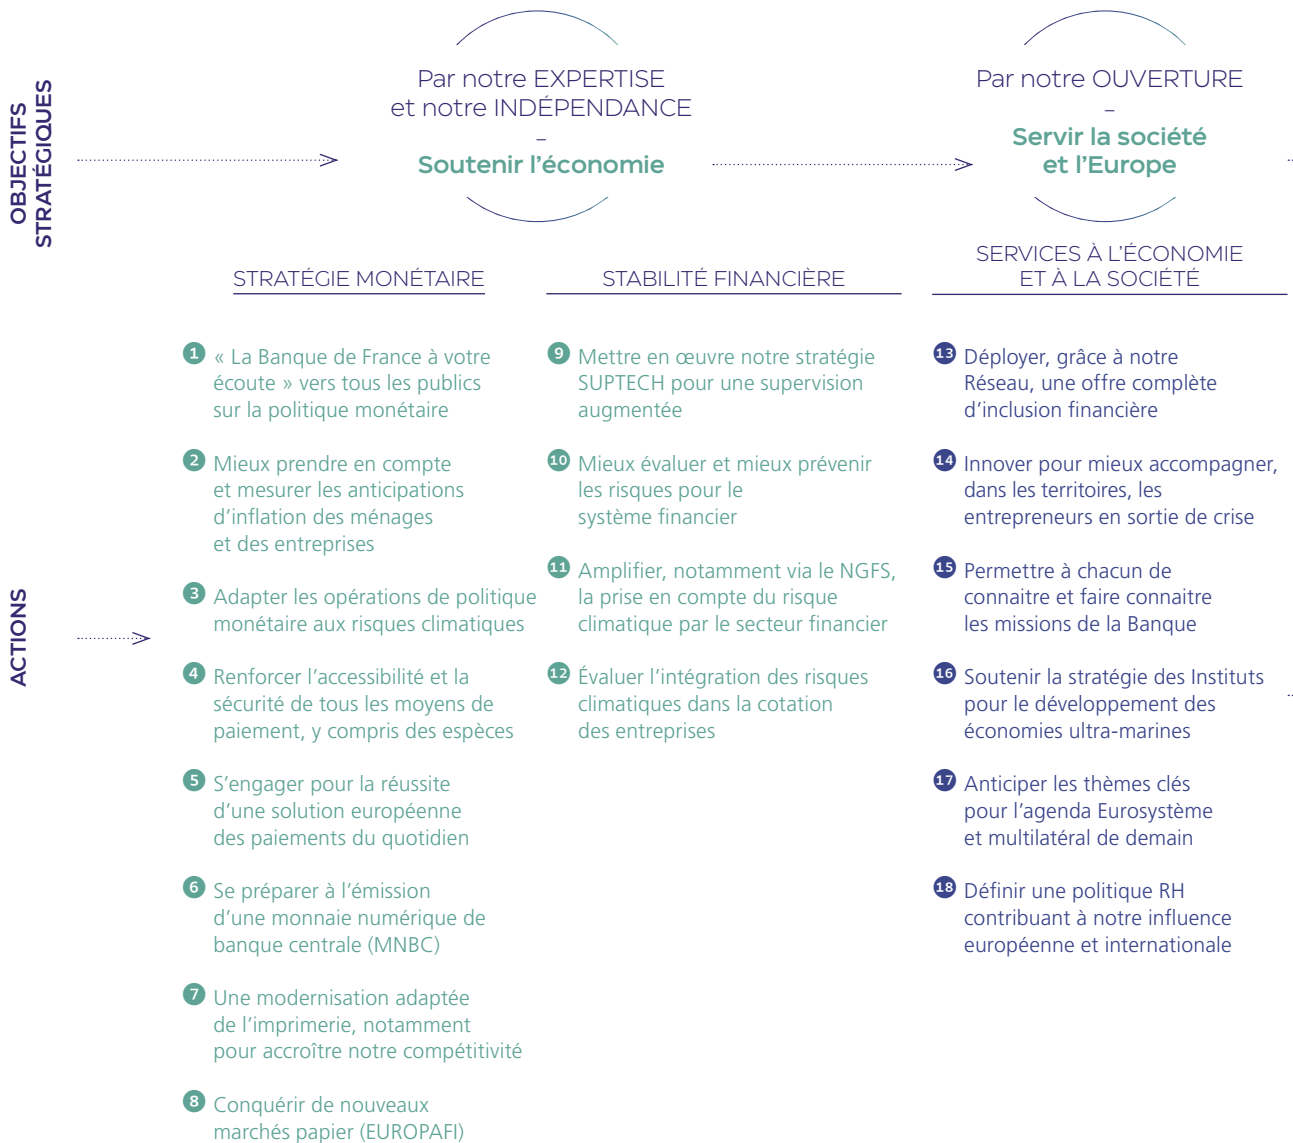 OBJECTIFS
STRATÉGIQUES
Par notre EXPERTISE
et notre INDÉPENDANCE
–
Soutenir l’économie
Par notre OUVERTURE
–
Servir la société
et l’Europe
STRATÉGIE MONÉTAIRE
STABILITÉ FINANCIÈRE
SERVICES À L’ÉCONOMIE
ET À LA SOCIÉTÉ
ACTIONS
1 « La Banque de France à votre
écoute » vers tous les publics
sur la politique monétaire
2 Mieux prendre en compte
et mesurer les anticipations
d’inflation des ménages
et des entreprises
3 Adapter les opérations de politique
monétaire aux risques climatiques
4 Renforcer l’accessibilité et la
sécurité de tous les moyens de
paiement, y compris des espèces
5 S’engager pour la réussite
d’une solution européenne
des paiements du quotidien
6 Se préparer à l’émission
d’une monnaie numérique de
banque centrale (MNBC)
7 Une modernisation adaptée
de l’imprimerie, notamment
pour accroître notre compétitivité
8 Conquérir de nouveaux
marchés papier (EUROPAFI)
9 Mettre en œuvre notre stratégie
SUPTECH pour une supervision
augmentée
10 Mieux évaluer et mieux prévenir
les risques pour le
système financier
11 Amplifier, notamment via le NGFS,
la prise en compte du risque
climatique par le secteur financier
12 Évaluer l’intégration des risques
climatiques dans la cotation
des entreprises
13 Déployer, grâce à notre
Réseau, une offre complète
d’inclusion financière
14 Innover pour mieux accompagner,
dans les territoires, les
entrepreneurs en sortie de crise
15 Permettre à chacun de
connaitre et faire connaitre
les missions de la Banque
16 Soutenir la stratégie des Instituts
pour le développement des
économies ultra-marines
17 Anticiper les thèmes clés
pour l’agenda Eurosystème
et multilatéral de demain
18 Définir une politique RH
contribuant à notre influence
européenne et internationale